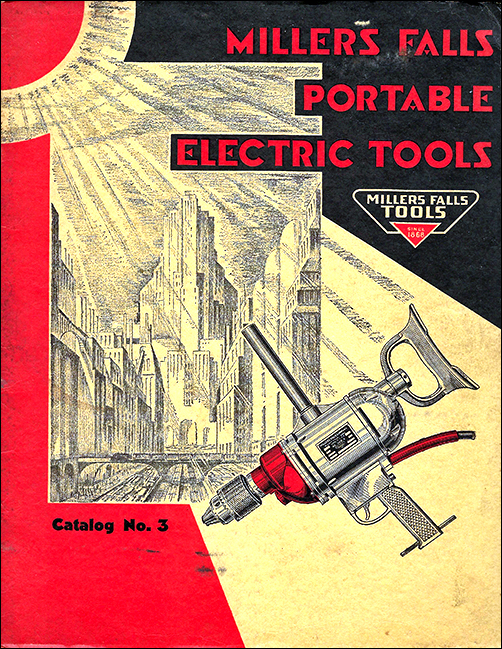 MILLERS FALLS
PORTABLE
ELECTRIC TOOLS
MILLERS FALLS
TOOLS
SINCE
1868
Catalog No. 3